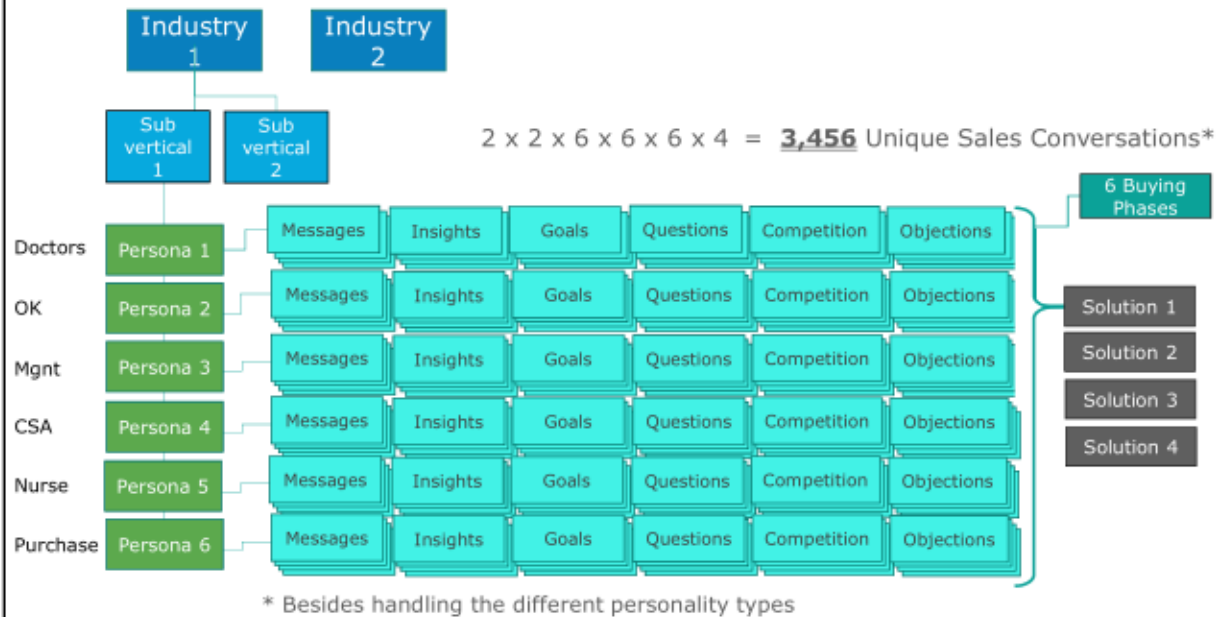 Industry
1
Industry
2
Sub
vertical
1
Sub
vertical
2
2 x 2 x 6 x 6 x 6 x 4 = 3,456 Unique Sales Conversations*
6 Buying
Phases
Doctors Persona 1 Messages Insights Goals Questions Competition Objections
OK Persona 2 Messages Insights Goals Questions Competition Objections
Mgnt Persona 3 Messages Insights Goals Questions Competition Objections
CSA Persona 4 Messages Insights Goals Questions Competition Objections
Nurse Persona 5 Messages Insights Goals Questions Competition Objections
Purchase Persona 6 Messages Insights Goals Questions Competition Objections
Solution 1
Solution 2
Solution 3
Solution 4
* Besides handling the different personality types